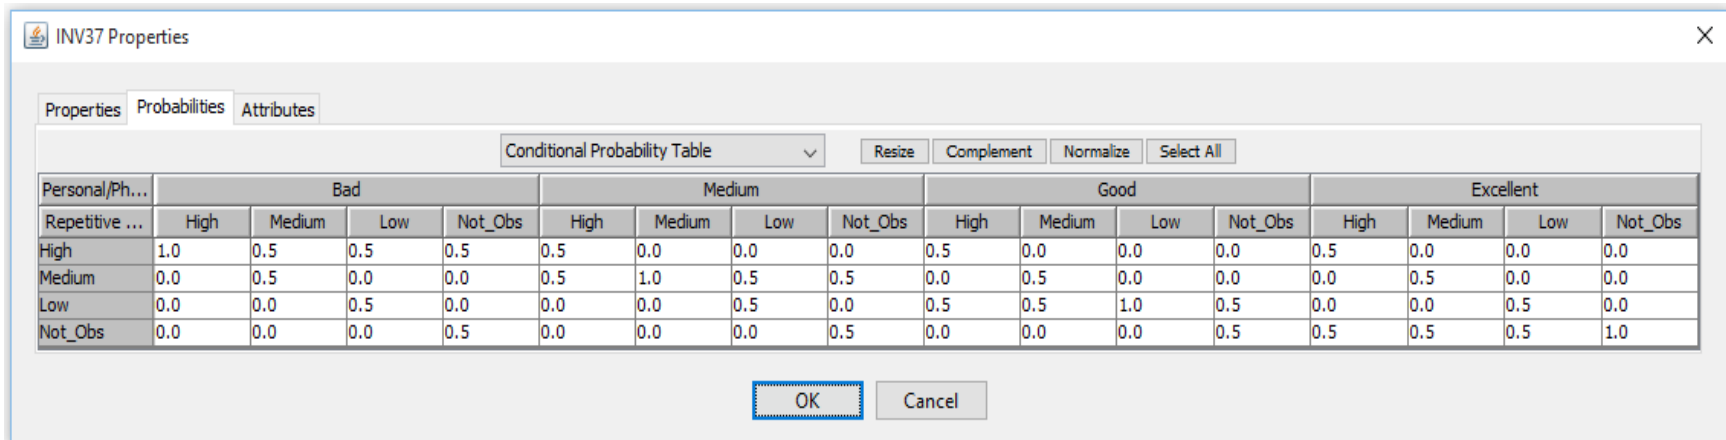 INV37 Properties
Properties Probabilities Attributes
Conditional Probability Table Resize Complement Normalize Select All
Personal/Ph... Bad Medium Good Excellent
Repetitive ... High Medium Low Not_Obs High Medium Low Not_Obs High Medium Low Not_Obs High Medium Low Not_Obs
High 1.0 0.5 0.5 0.5 0.5 0.0 0.0 0.0 0.5 0.0 0.0 0.0 0.5 0.0 0.0 0.0
Medium 0.0 0.5 0.0 0.0 0.5 1.0 0.5 0.5 0.0 0.5 0.0 0.0 0.0 0.5 0.0 0.0
Low 0.0 0.0 0.5 0.0 0.0 0.0 0.5 0.0 0.5 0.5 1.0 0.5 0.0 0.0 0.5 0.0
Not_Obs 0.0 0.0 0.0 0.5 0.0 0.0 0.0 0.5 0.0 0.0 0.0 0.5 0.5 0.5 0.5 1.0
OK Cancel